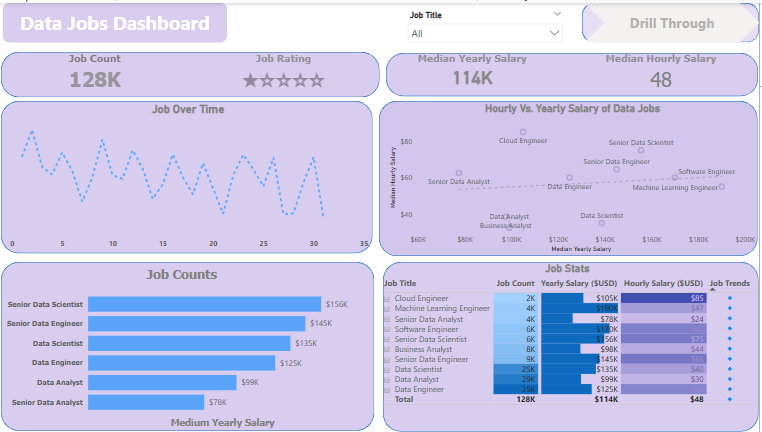 Data Jobs Dashboard
Job Title
All
Drill Through
Job Count
128K
Job Rating
★☆☆☆☆
Median Yearly Salary
114K
Median Hourly Salary
48
Job Over Time
0 5 10 15 20 25 30 35
Hourly Vs. Yearly Salary of Data Jobs
Median Hourly Salary
$80
$60
$40
Cloud Engineer
Senior Data Scientist
Senior Data Engineer
Software Engineer
Senior Data Analyst
Data Engineer
Machine Learning Engineer
Data Analyst
Business Analyst
Data Scientist
$60K $80K $100K $120K $140K $160K $180K $200K
Median Yearly Salary
Job Counts
Senior Data Scientist $156K
Senior Data Engineer $145K
Data Scientist $135K
Data Engineer $125K
Data Analyst $99K
Senior Data Analyst $78K
Medium Yearly Salary
Job Stats
Job Title Job Count Yearly Salary ($USD) Hourly Salary ($USD) Job Trends
Cloud Engineer 2K $105K $85
Machine Learning Engineer 4K $190K $47
Senior Data Analyst 4K $78K $24
Software Engineer 6K $170K
Senior Data Scientist 6K $156K $75
Business Analyst 8K $98K $44
Senior Data Engineer 9K $145K
Data Scientist 25K $135K $40
Data Analyst 29K $99K $30
Data Engineer 35K $125K
Total 128K $114K $48